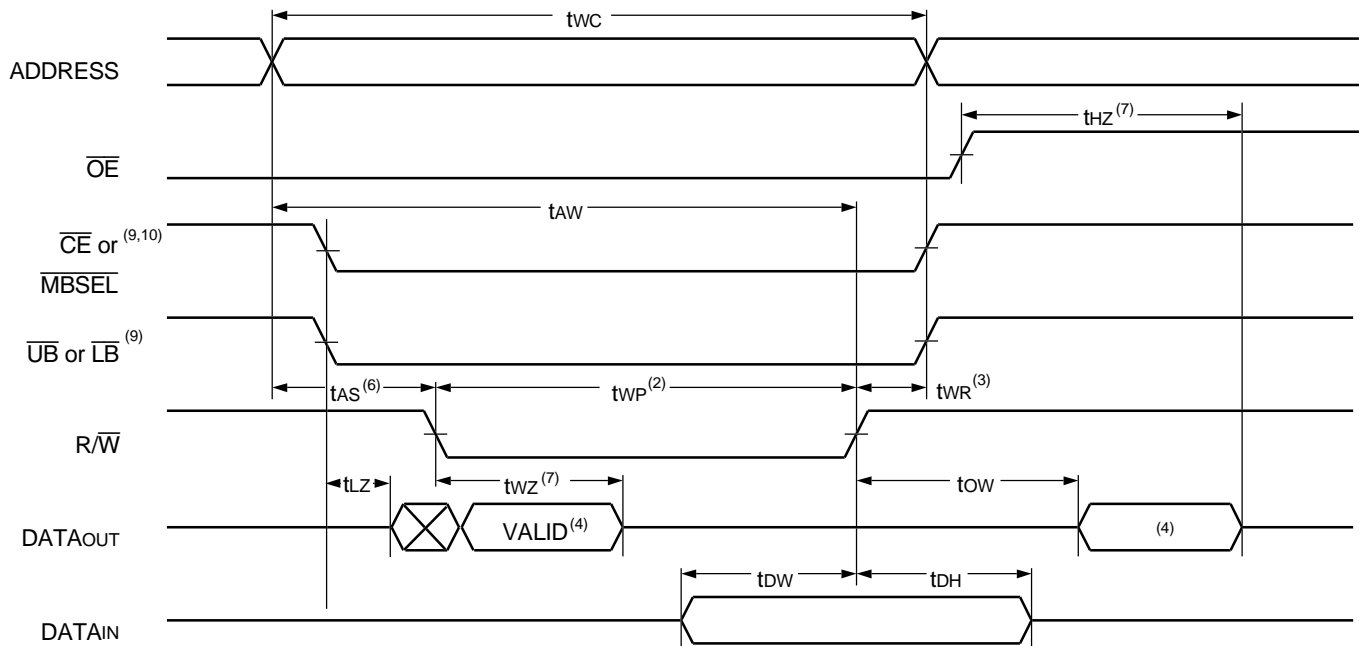 tWC
ADDRESS
tHZ(7)
OE
tAW
CE or (9,10)
MBSEL
UB or LB (9)
tAS(6) tWP(2) tWR(3)
R/W
tLZ tWZ(7) tOW
DATAOUT VALID(4) (4)
tDW tDH
DATAIN